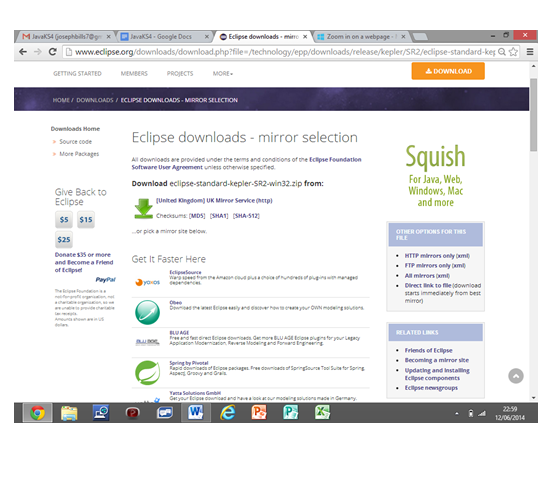 JavaKS4 (josephbills7@gm
JavaKS4 - Google Docs
Eclipse downloads - mirro
Zoom in on a webpage - 
www.eclipse.org/downloads/download.php?file=/technology/epp/downloads/release/kepler/SR2/eclipse-standard-kep
GETTING STARTED MEMBERS PROJECTS MORE
DOWNLOAD
HOME / DOWNLOADS / ECLIPSE DOWNLOADS - MIRROR SELECTION
Downloads Home
Source code
More Packages
Give Back to
Eclipse
$5 $15
$25
Donate $35 or more
and Become a Friend
of Eclipse!
PayPal
The Eclipse Foundation is a
not-for-profit organization, not
a charitable organization, so we
are unable to provide charitable
tax receipts.
Amounts shown are in US
dollars.
Eclipse downloads - mirror selection
All downloads are provided under the terms and conditions of the Eclipse Foundation
Software User Agreement unless otherwise specified.
Download eclipse-standard-kepler-SR2-win32.zip from:
[United Kingdom] UK Mirror Service (http)
Checksums: [MD5] [SHA1] [SHA-512]
...or pick a mirror site below.
Get It Faster Here
yoxos
EclipseSource
Warp speed from the Amazon cloud plus a choice of hundreds of plug-ins with managed
dependencies.
Obeo
Download the latest Eclipse easily and discover how to create your OWN modeling solutions.
BLU AGE
BLU AGE
Free and fast direct Eclipse downloads. Get more BLU AGE Eclipse plugins for your Legacy
Application Modernization, Reverse Modeling and Forward Engineering.
Spring by Pivotal
Rapid downloads of Eclipse packages. Free downloads of SpringSource Tool Suite for Spring,
AspectJ, Groovy and Grails.
Yatta Solutions GmbH
Get your Eclipse download and have a look at our modeling solutions made in Germany.
Squish
For Java, Web,
Windows, Mac
and more
OTHER OPTIONS FOR THIS
FILE
HTTP mirrors only (xml)
FTP mirrors only (xml)
All mirrors (xml)
Direct link to file (download
starts immediately from best
mirror)
RELATED LINKS
Friends of Eclipse
Becoming a mirror site
Updating and installing
Eclipse components
Eclipse newsgroups
22:59
12/06/2014